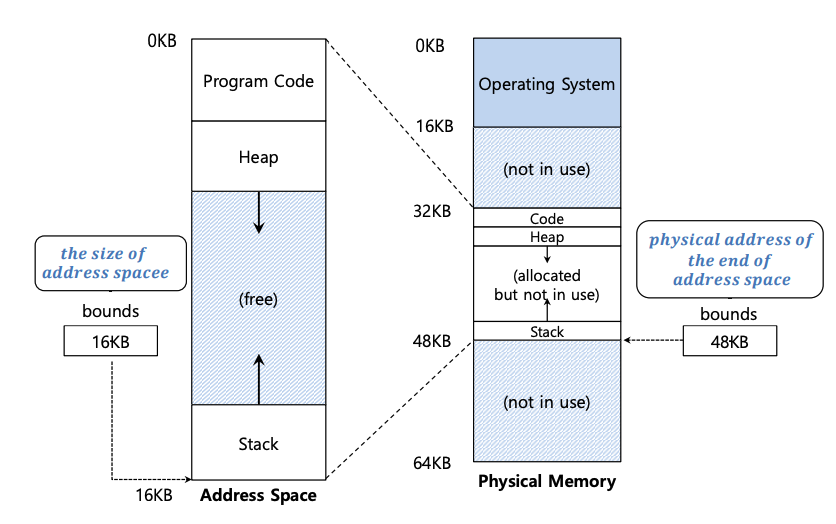 0KB
Program Code
Heap
(free)
Stack
16KB
Address Space
the size of
address spacee
bounds
16KB
0KB
Operating System
16KB
(not in use)
32KB
Code
Heap
(allocated
but not in use)
Stack
48KB
(not in use)
64KB
Physical Memory
physical address of
the end of
address space
bounds
48KB